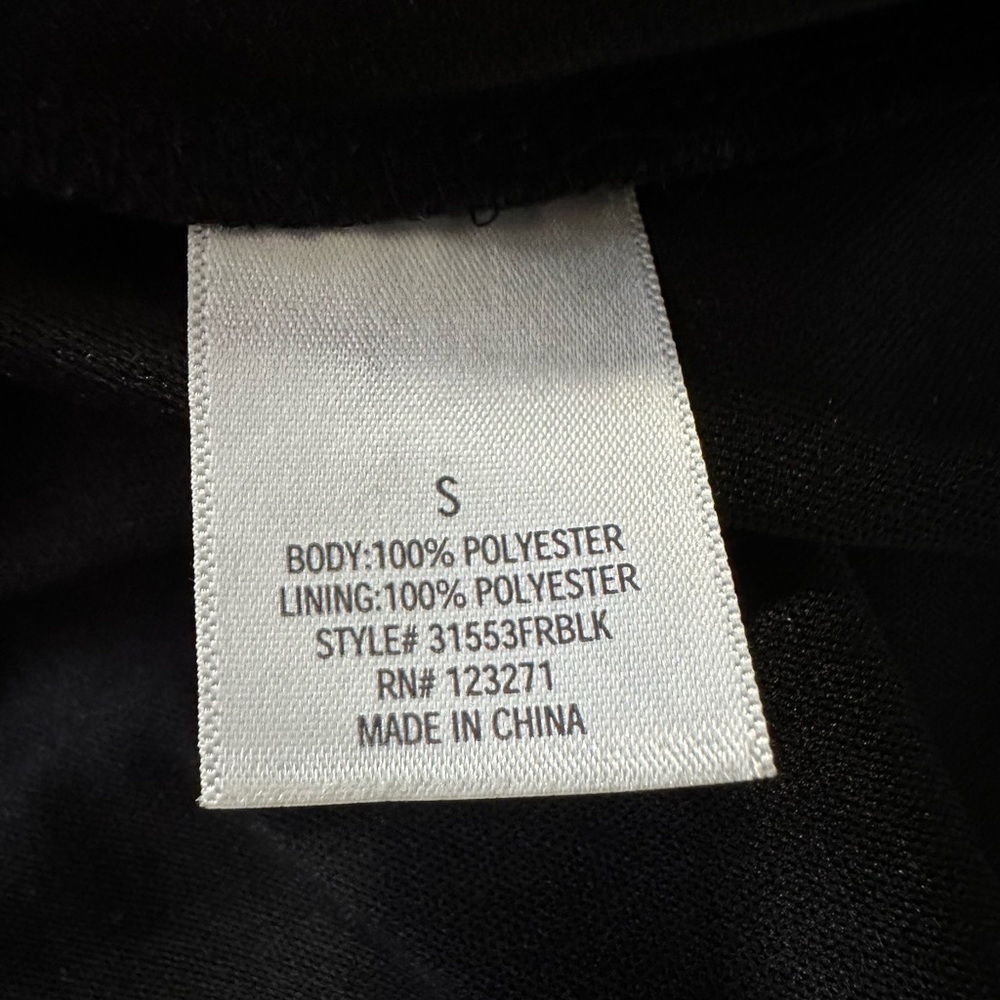 S
BODY:100% POLYESTER
LINING:100% POLYESTER
STYLE# 31553FRBLK
RN# 123271
MADE IN CHINA